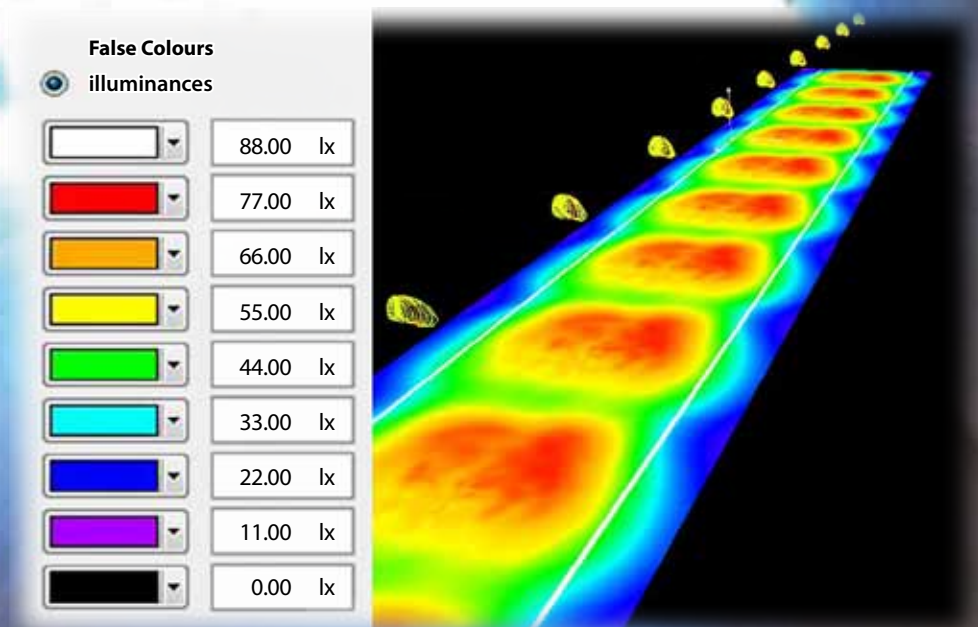 False Colours
illuminances
88.00 lx
77.00 lx
66.00 lx
55.00 lx
44.00 lx
33.00 lx
22.00 lx
11.00 lx
0.00 lx